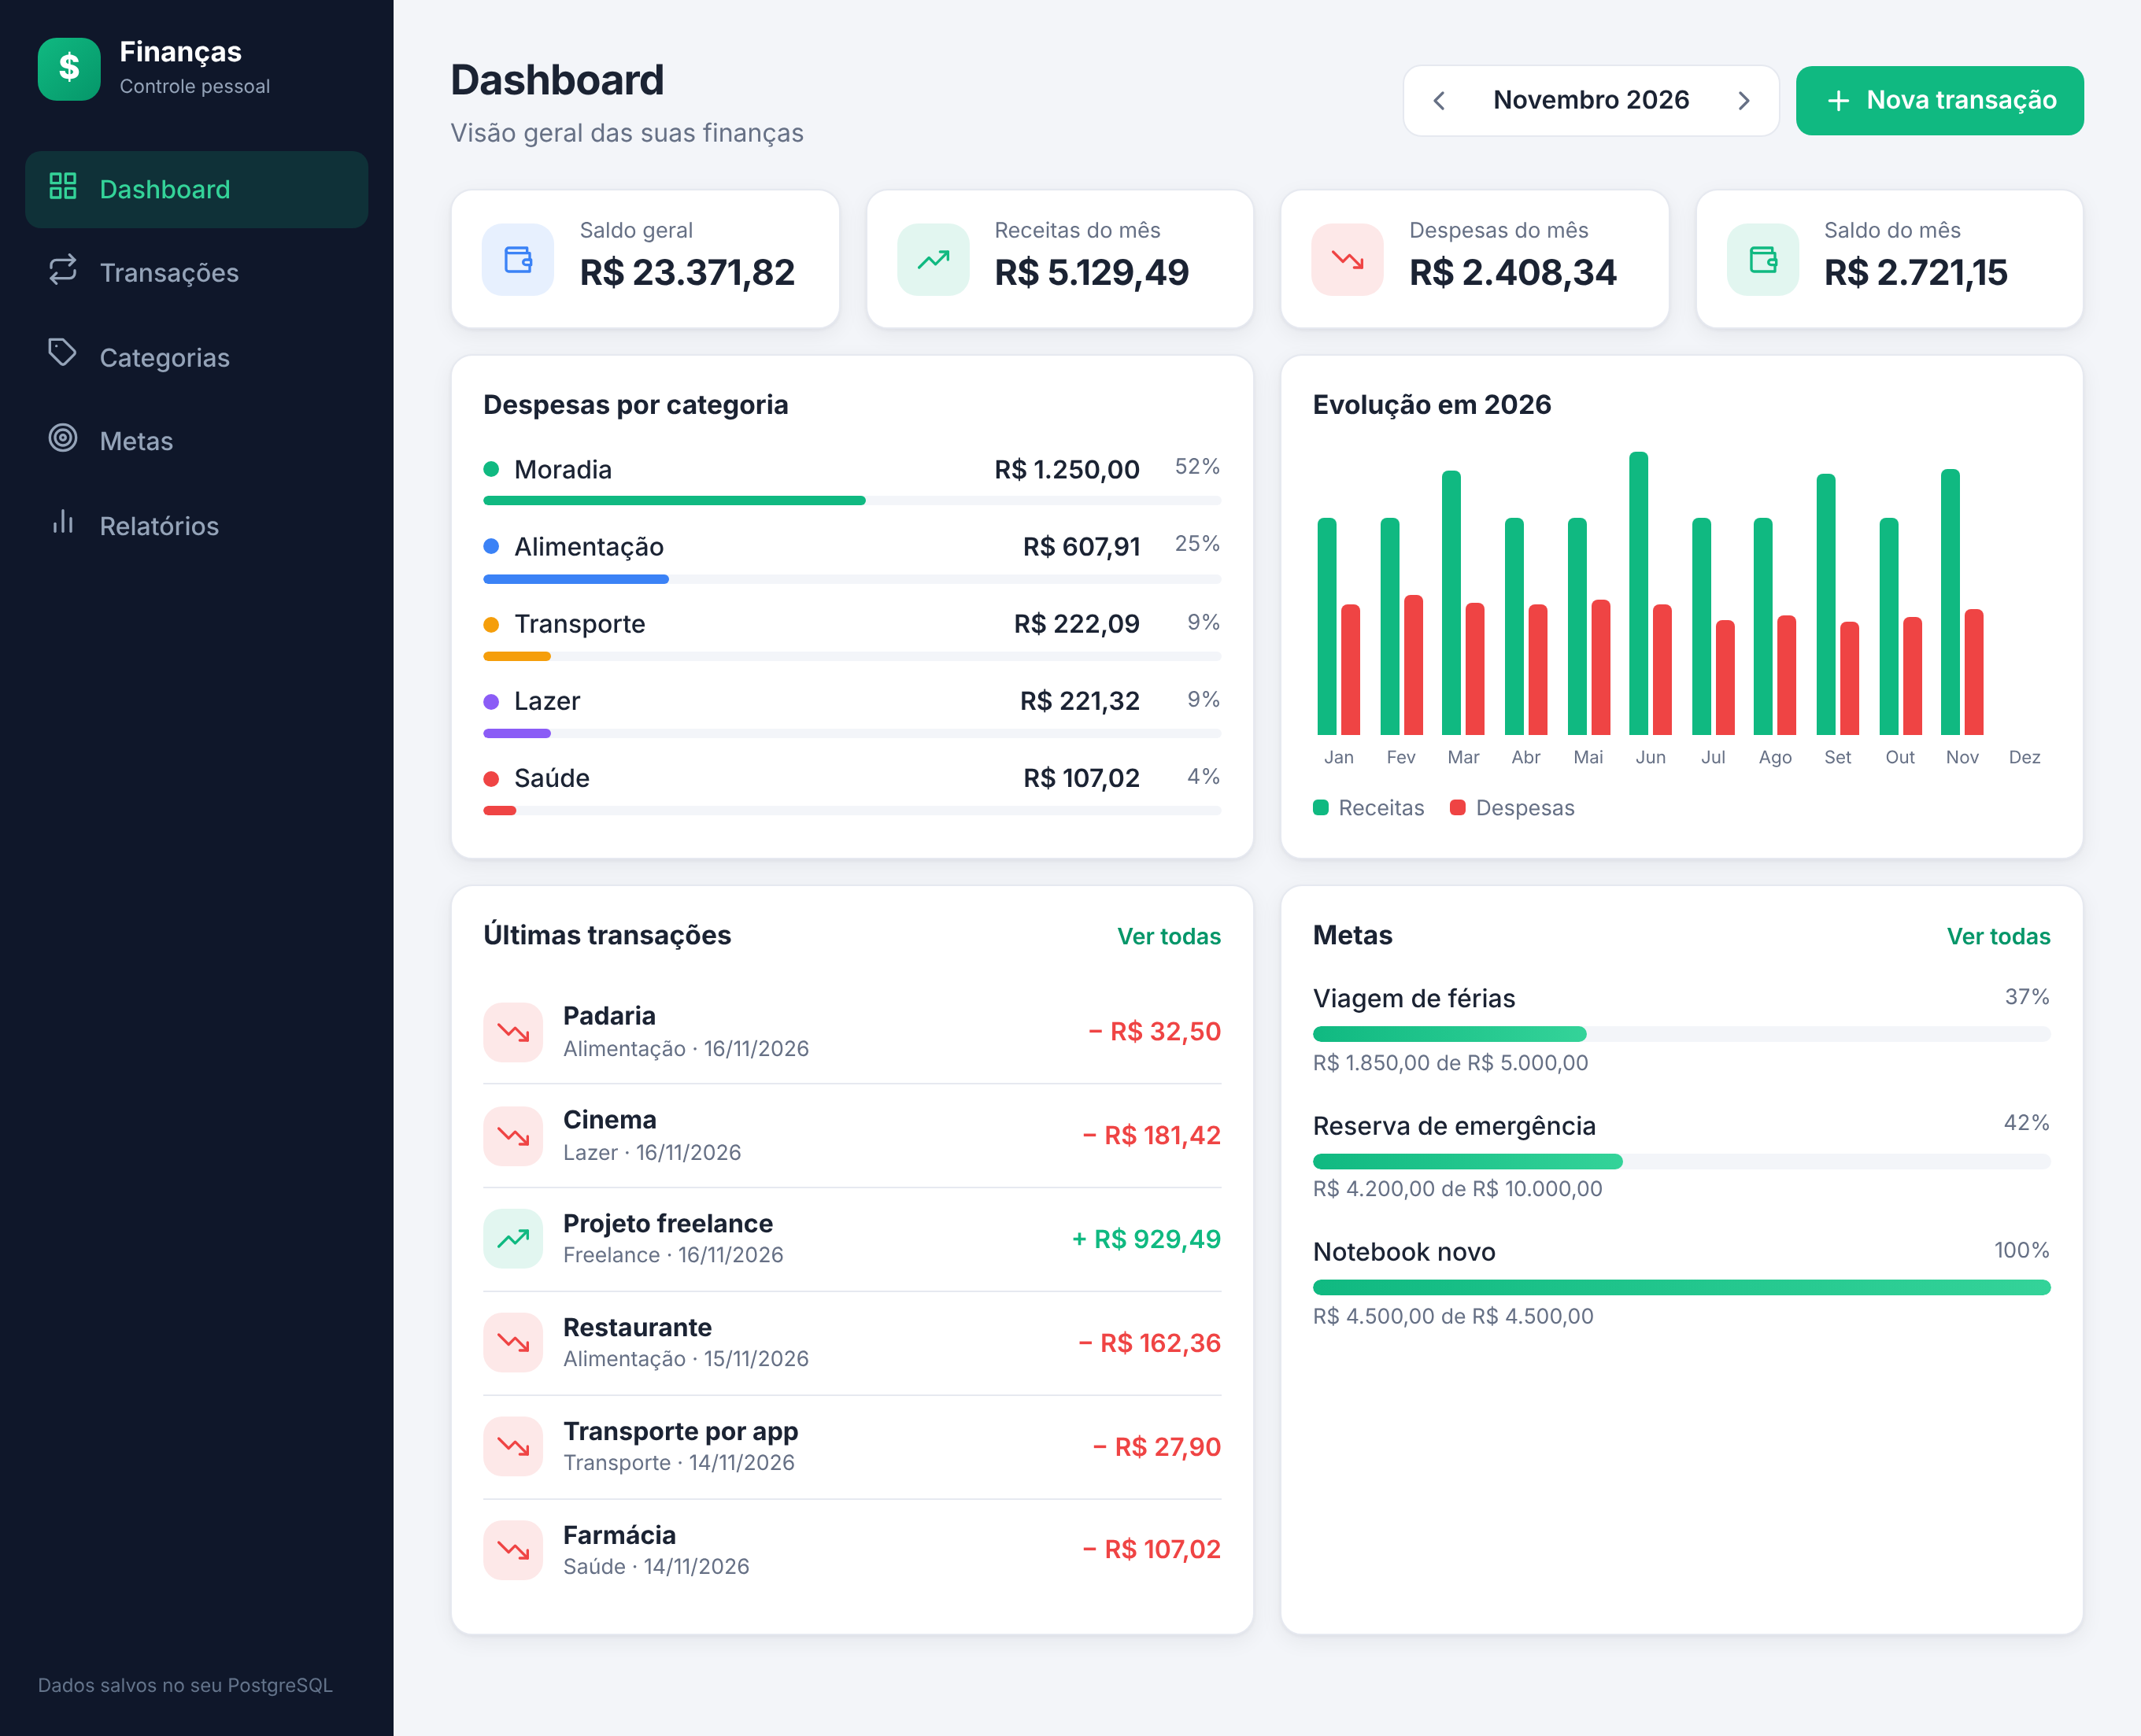 $
Finanças
Controle pessoal
Dashboard
Transações
Categorias
Metas
Relatórios
Dados salvos no seu PostgreSQL
Dashboard
Visão geral das suas finanças
Novembro 2026
Nova transação
Saldo geral
R$ 23.371,82
Receitas do mês
R$ 5.129,49
Despesas do mês
R$ 2.408,34
Saldo do mês
R$ 2.721,15
Despesas por categoria
Moradia R$ 1.250,00 52%
Alimentação R$ 607,91 25%
Transporte R$ 222,09 9%
Lazer R$ 221,32 9%
Saúde R$ 107,02 4%
Evolução em 2026
Jan Fev Mar Abr Mai Jun Jul Ago Set Out Nov Dez
Receitas Despesas
Últimas transações Ver todas
Padaria
Alimentação · 16/11/2026
− R$ 32,50
Cinema
Lazer · 16/11/2026
− R$ 181,42
Projeto freelance
Freelance · 16/11/2026
+ R$ 929,49
Restaurante
Alimentação · 15/11/2026
− R$ 162,36
Transporte por app
Transporte · 14/11/2026
− R$ 27,90
Farmácia
Saúde · 14/11/2026
− R$ 107,02
Metas Ver todas
Viagem de férias 37%
R$ 1.850,00 de R$ 5.000,00
Reserva de emergência 42%
R$ 4.200,00 de R$ 10.000,00
Notebook novo 100%
R$ 4.500,00 de R$ 4.500,00